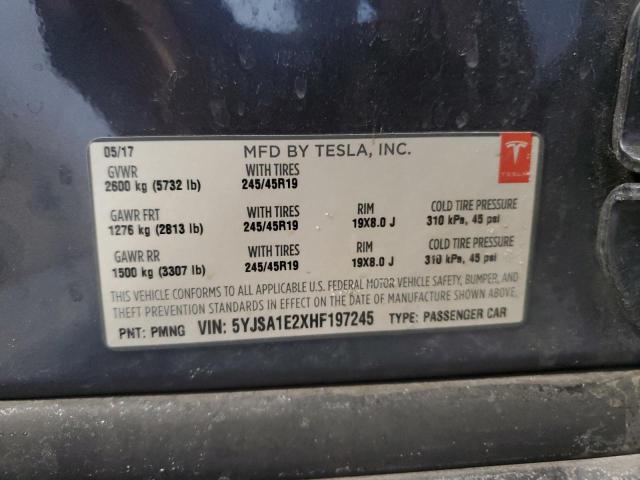 05/17 MFD BY TESLA, INC.
TESLA
GVWR WITH TIRES
2600 kg (5732 lb) 245/45R19
GAWR FRT WITH TIRES RIM COLD TIRE PRESSURE
1276 kg (2813 lb) 245/45R19 19X8.0 J 310 kPa, 45 psi
GAWR RR WITH TIRES RIM COLD TIRE PRESSURE
1500 kg (3307 lb) 245/45R19 19X8.0 J 310 kPa, 45 psi
THIS VEHICLE CONFORMS TO ALL APPLICABLE U.S. FEDERAL MOTOR VEHICLE SAFETY, BUMPER, AND
THEFT PREVENTION STANDARDS IN EFFECT ON THE DATE OF MANUFACTURE SHOWN ABOVE.
PNT: PMNG VIN: 5YJSA1E2XHF197245 TYPE: PASSENGER CAR